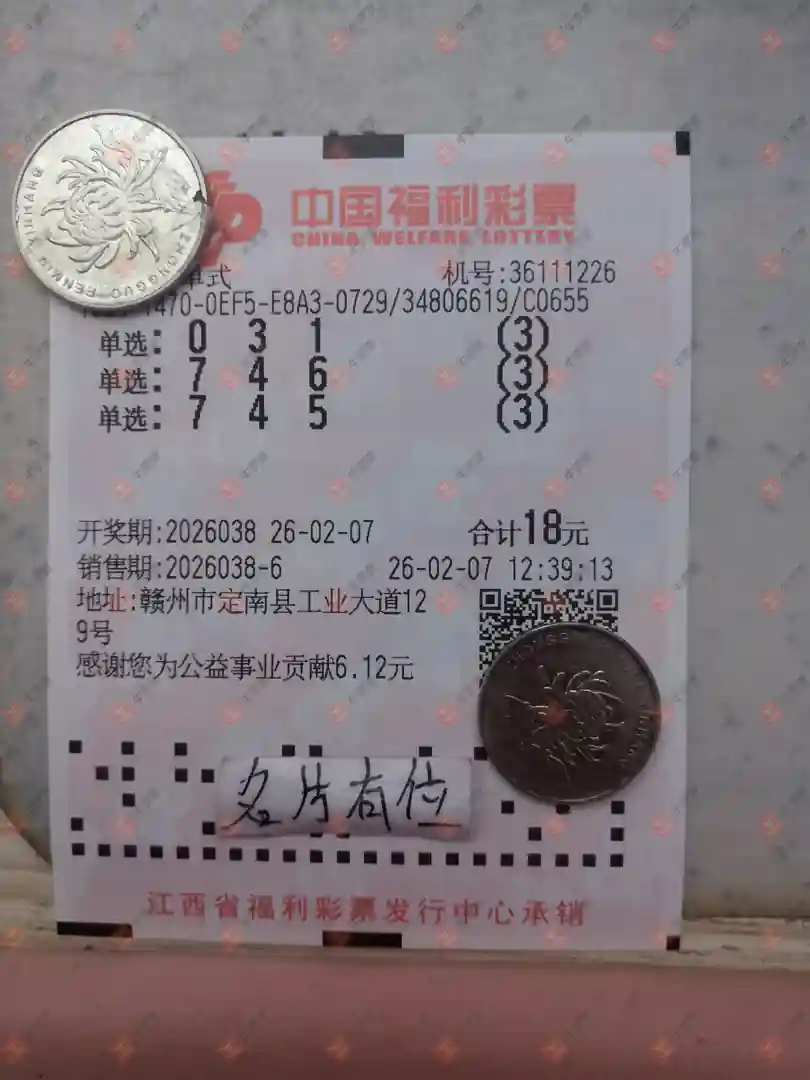 中国福利彩票
CHINA WELFARE LOTTERY
单式 机号:36111226
470-0EF5-E8A3-0729/34806619/C0655
单选: 0 3 1 (3)
单选: 7 4 6 (3)
单选: 7 4 5 (3)
开奖期:2026038 26-02-07 合计18元
销售期:2026038-6 26-02-07 12:39:13
地址:赣州市定南县工业大道12
9号
感谢您为公益事业贡献6.12元
名片有位
江西省福利彩票发行中心承销